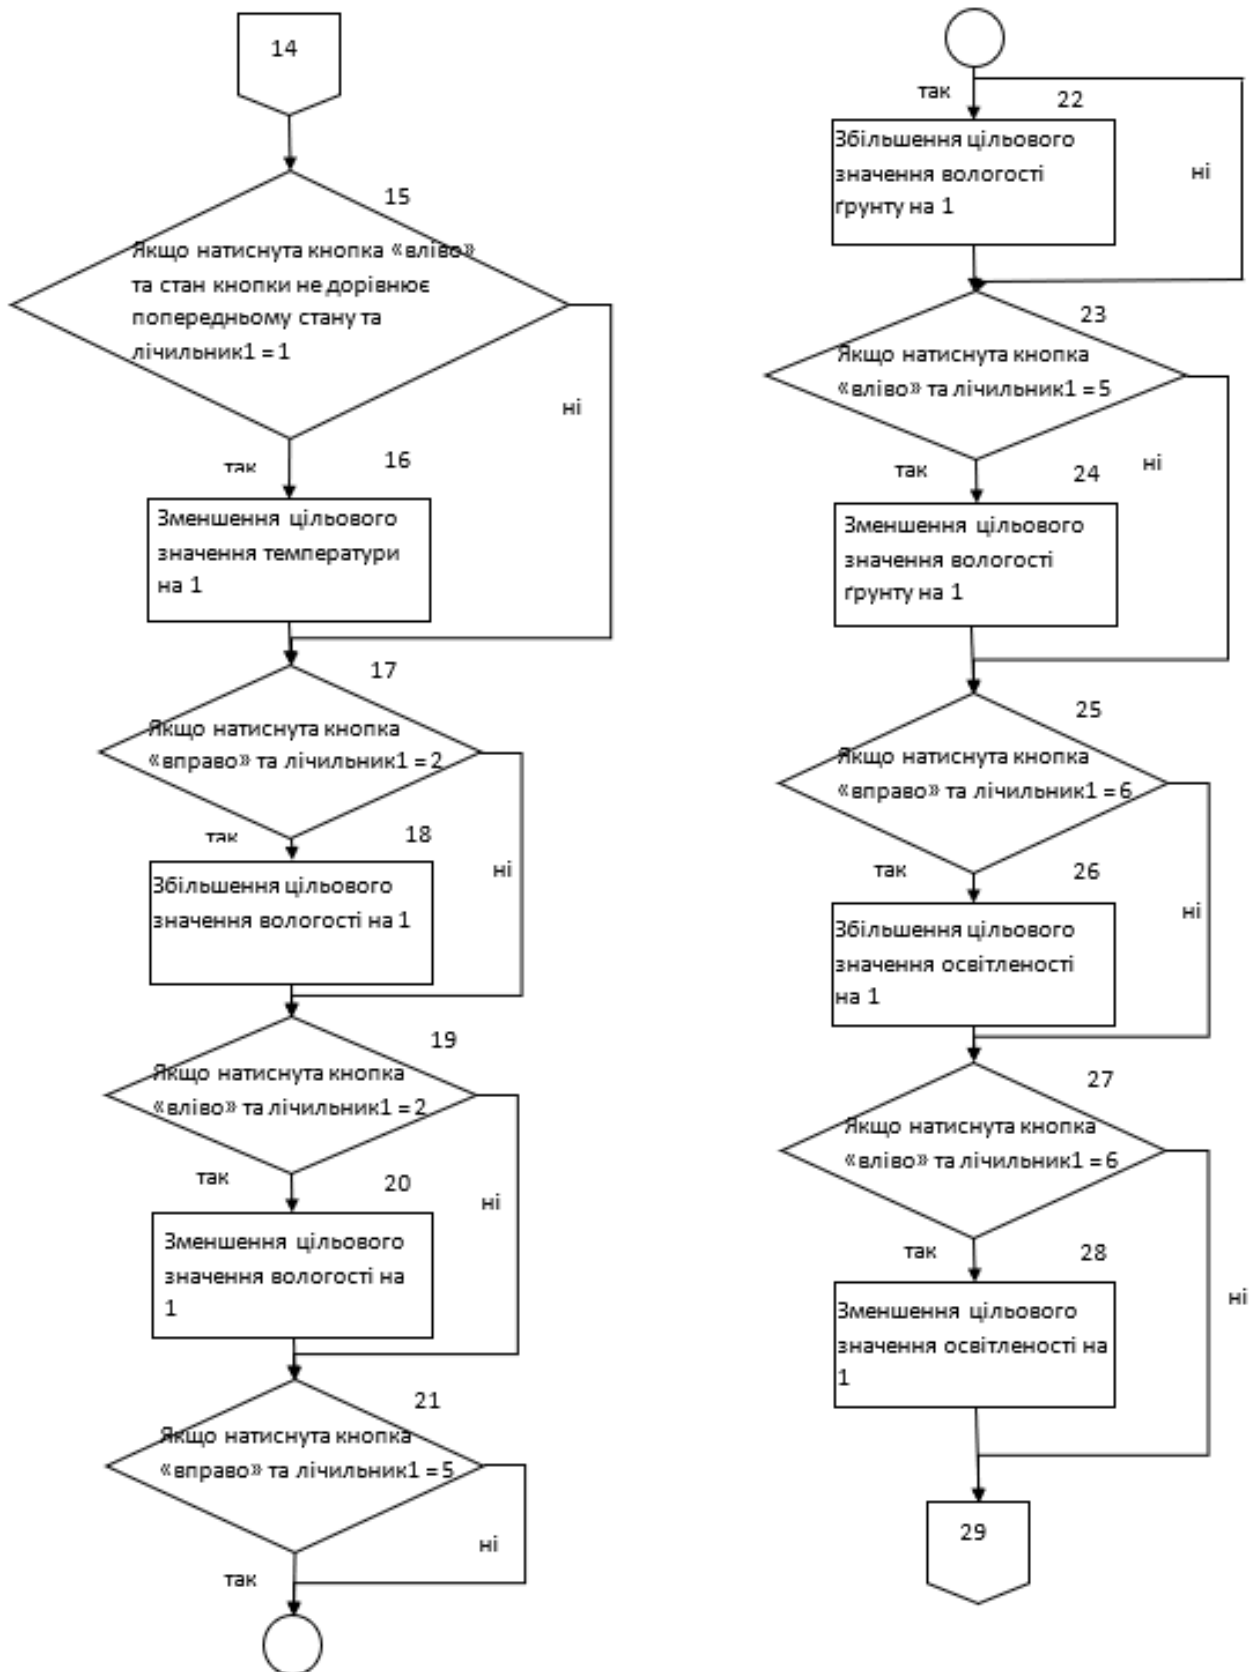 14
15
Якщо натиснута кнопка «вліво»
та стан кнопки не дорівнює
попередньому стану та
лічильник1 = 1
ні
так
16
Зменшення цільового
значення температури
на 1
17
Якщо натиснута кнопка
«вправо» та лічильник1 = 2
так
18
ні
Збільшення цільового
значення вологості на 1
19
Якщо натиснута кнопка
«вліво» та лічильник1 = 2
так
20
ні
Зменшення цільового
значення вологості на
1
21
Якщо натиснута кнопка
«вправо» та лічильник1 = 5
ні
так
так
22
Збільшення цільового
значення вологості
ґрунту на 1
ні
23
Якщо натиснута кнопка
«вліво» та лічильник1 = 5
ні
так
24
Зменшення цільового
значення вологості
ґрунту на 1
25
Якщо натиснута кнопка
«вправо» та лічильник1 = 6
так
26
ні
Збільшення цільового
значення освітленості
на 1
27
Якщо натиснута кнопка
«вліво» та лічильник1 = 6
так
28
ні
Зменшення цільового
значення освітленості на
1
29